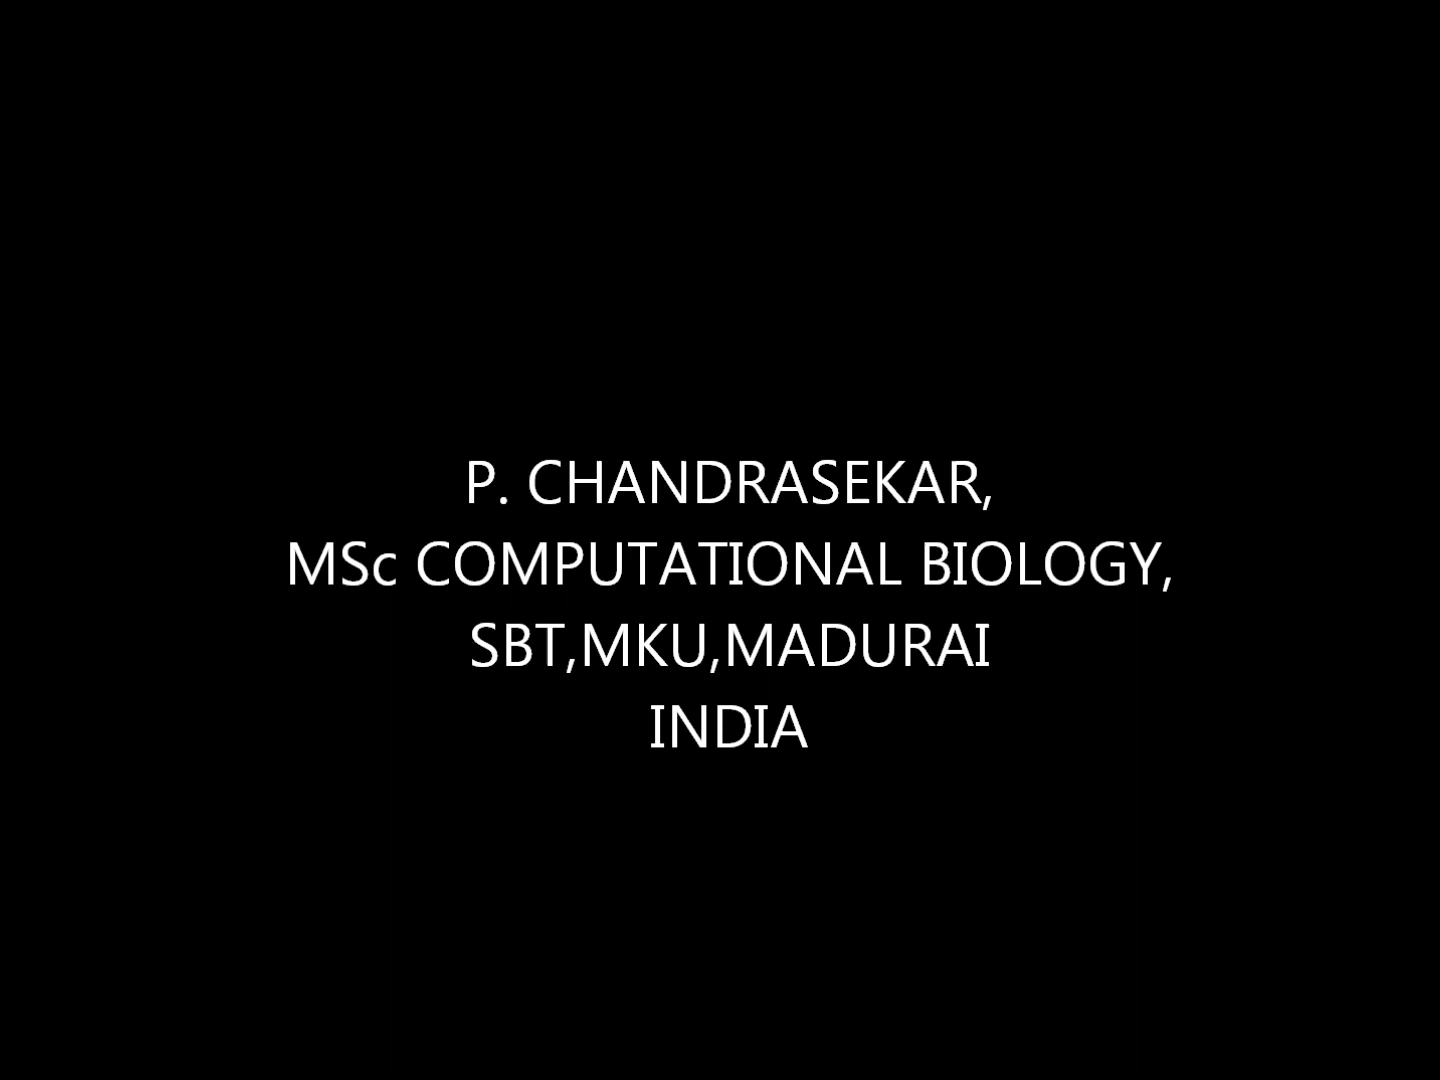 P. CHANDRASEKAR,
MSc COMPUTATIONAL BIOLOGY,
SBT,MKU,MADURAI
INDIA